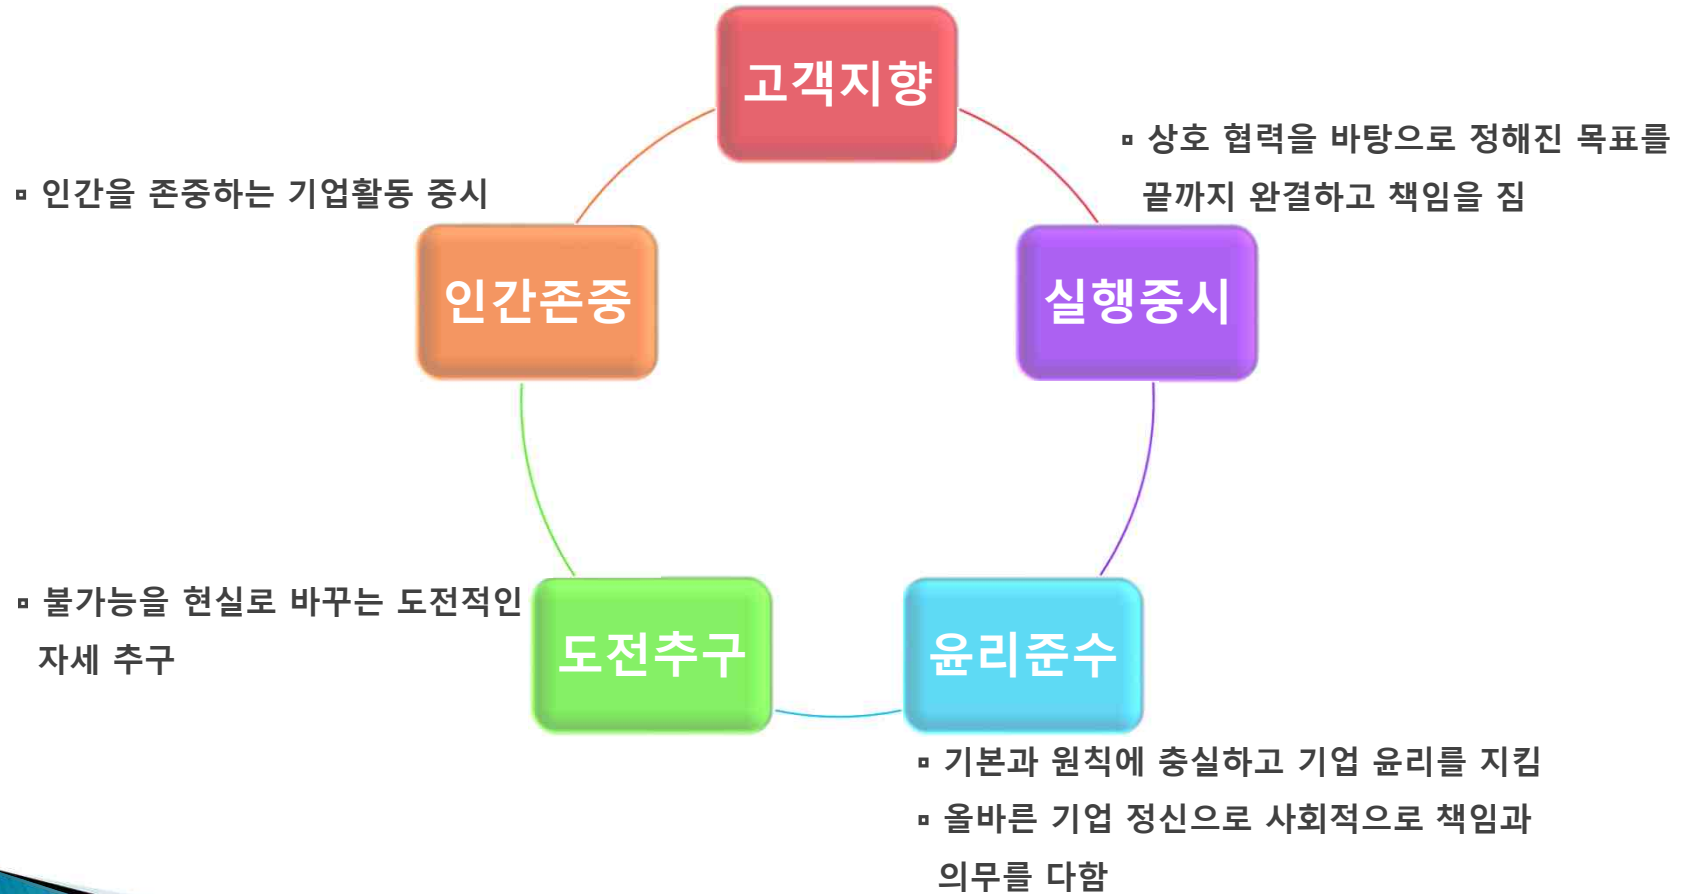 고객지향
▫ 상호 협력을 바탕으로 정해진 목표를
끝까지 완결하고 책임을 짐
▫ 인간을 존중하는 기업활동 중시
인간존중
실행중시
▫ 불가능을 현실로 바꾸는 도전적인
자세 추구
도전추구
윤리준수
▫ 기본과 원칙에 충실하고 기업 윤리를 지킴
▫ 올바른 기업 정신으로 사회적으로 책임과
의무를 다함